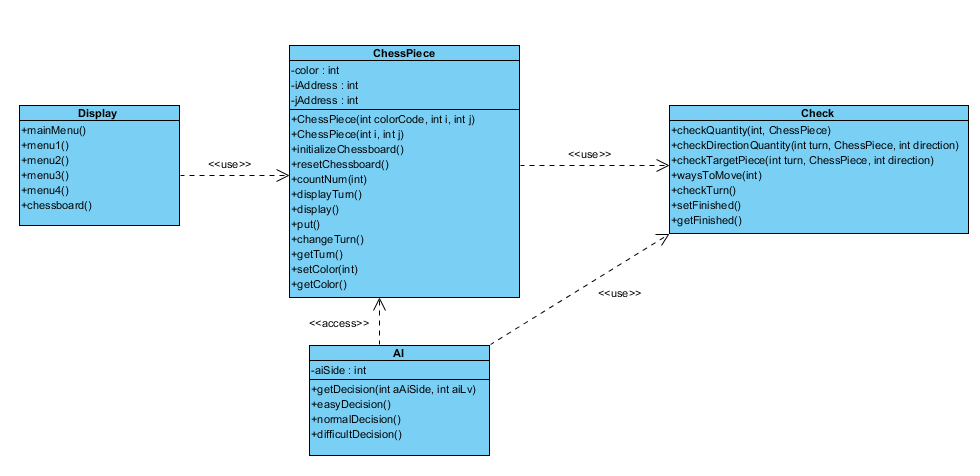 ChessPiece
-color : int
-iAddress : int
-jAddress : int
+ChessPiece(int colorCode, int i, int j)
+ChessPiece(int i, int j)
+initializeChessboard()
+resetChessboard()
+countNum(int)
+displayTurn()
+display()
+put()
+changeTurn()
+getTurn()
+setColor(int)
+getColor()
Display
+mainMenu()
+menu1()
+menu2()
+menu3()
+menu4()
+chessboard()
<<use>>
<<use>>
Check
+checkQuantity(int, ChessPiece)
+checkDirectionQuantity(int turn, ChessPiece, int direction)
+checkTargetPiece(int turn, ChessPiece, int direction)
+waysToMove(int)
+checkTurn()
+setFinished()
+getFinished()
<<use>>
<<access>>
AI
-aiSide : int
+getDecision(int aAiSide, int aiLv)
+easyDecision()
+normalDecision()
+difficultDecision()